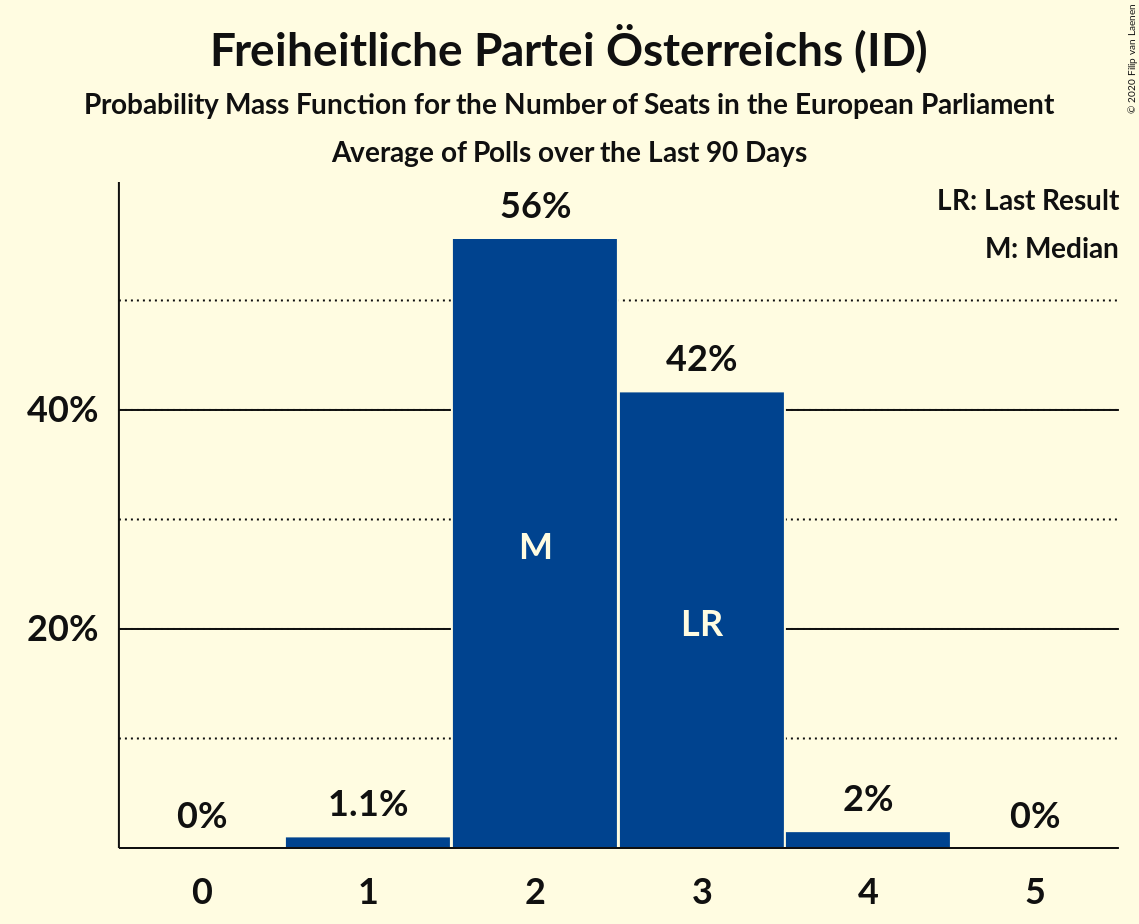 Freiheitliche Partei Österreichs (ID)
Probability Mass Function for the Number of Seats in the European Parliament
Average of Polls over the Last 90 Days
© 2020 Filip van Laenen
LR: Last Result
M: Median
56%
42%
40%
M
LR
20%
0%
1.1%
2%
0%
0 1 2 3 4 5